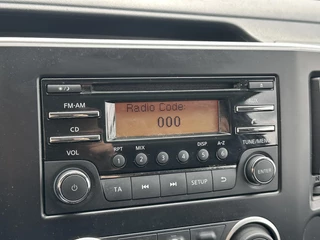 Radio Code:
000
FM·AM
CD
VOL
RPT MIX DISP A-Z
1 2 3 4 5 6
TUNE/MENU
ENTER
TA
SETUP